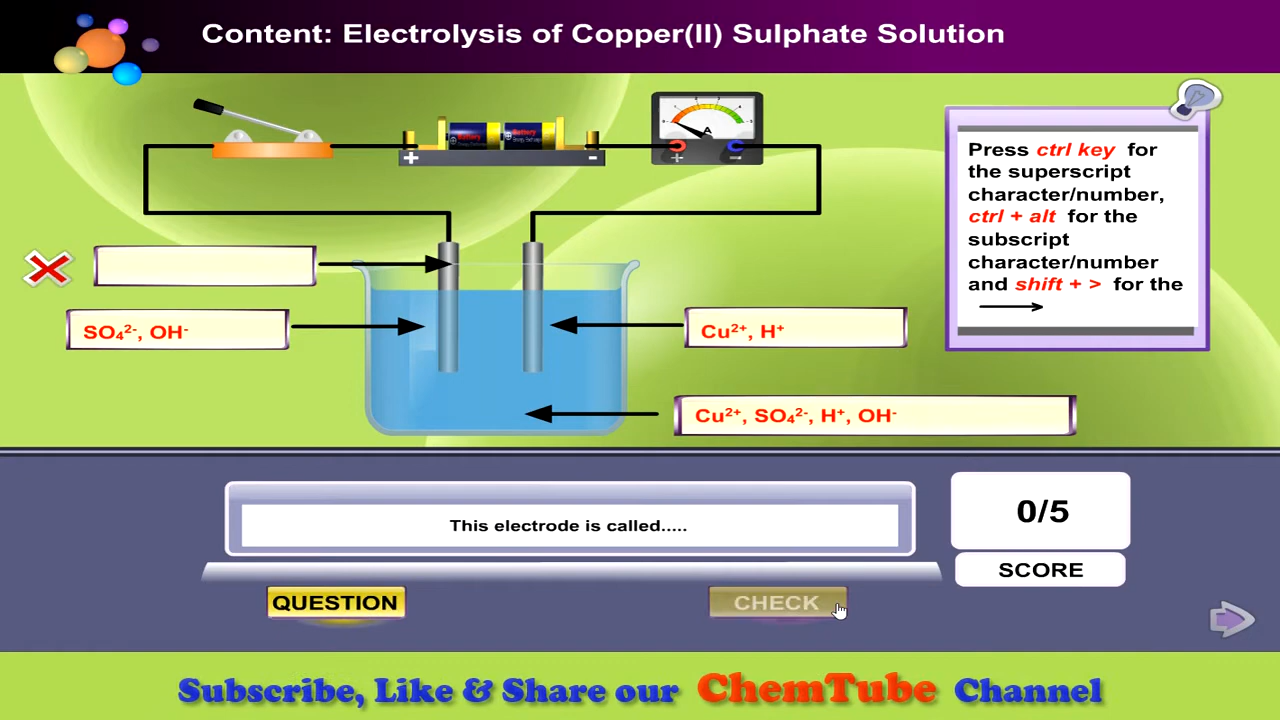 Content: Electrolysis of Copper(II) Sulphate Solution
Battery
Battery
+
-
A
+
-
Press ctrl key for
the superscript
character/number,
ctrl + alt for the
subscript
character/number
and shift + > for the
SO₄²⁻, OH⁻
Cu²⁺, H⁺
Cu²⁺, SO₄²⁻, H⁺, OH⁻
This electrode is called.....
0/5
SCORE
QUESTION
CHECK
Subscribe, Like & Share our ChemTube Channel